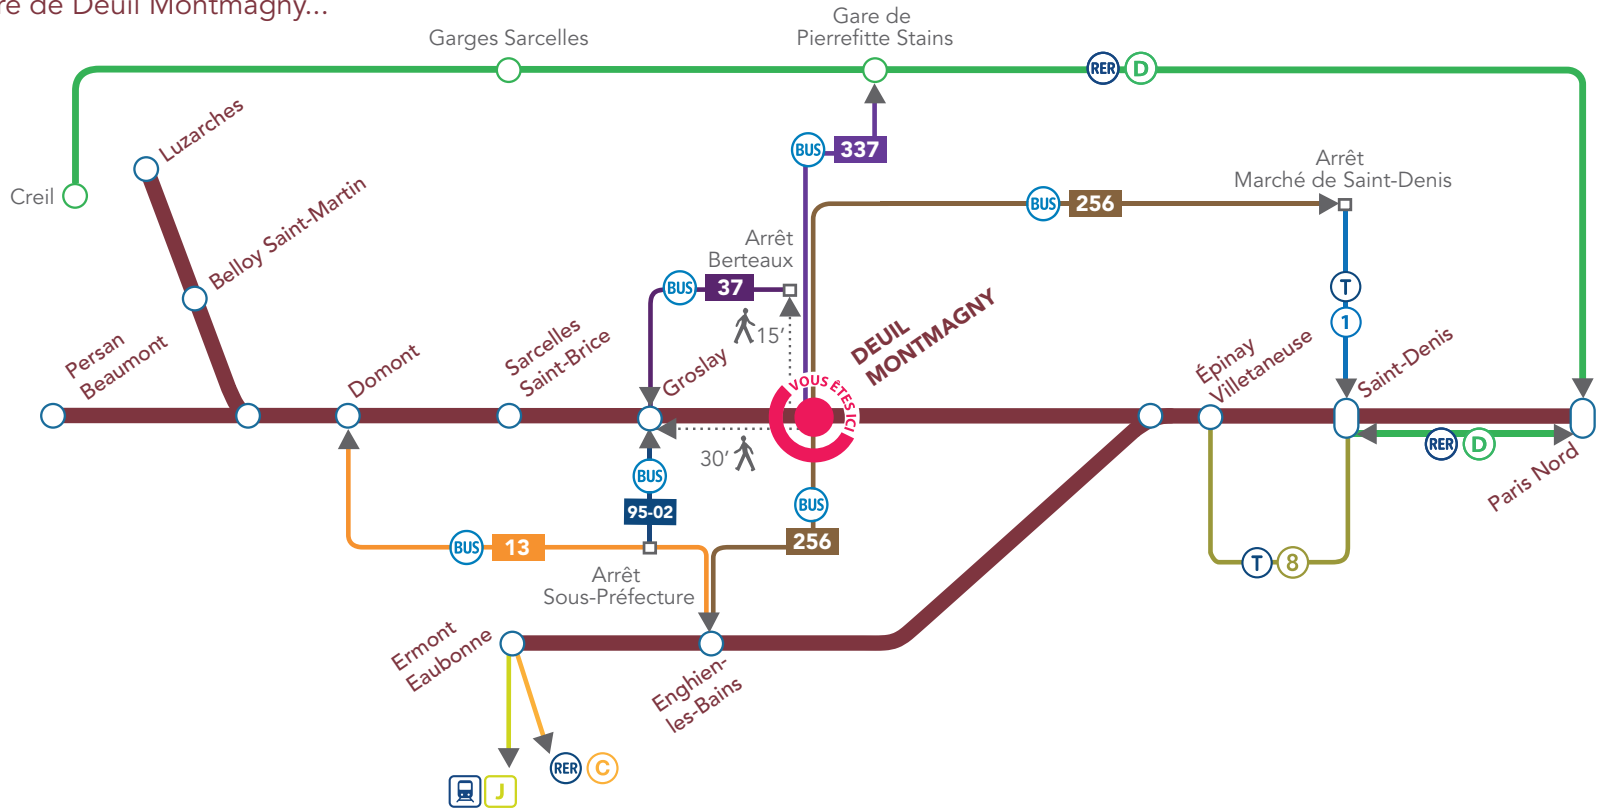 re de Deuil Montmagny...
Gare de
Pierrefitte Stains
Garges Sarcelles
RER D
Luzarches
Creil
BUS 337
Arrêt
Marché de Saint-Denis
BUS 256
Belloy Saint-Martin
Arrêt
Berteaux
BUS 37
15’
T
1
Persan
Beaumont
Domont
Sarcelles
Saint-Brice
Groslay
DEUIL
MONTMAGNY
VOUS ÊTES ICI
Épinay
Villetaneuse
Saint-Denis
30’
RER D
Paris Nord
BUS
95-02
BUS
256
BUS 13
Arrêt
Sous-Préfecture
T 8
Ermont
Eaubonne
Enghien-
les-Bains
RER C
J